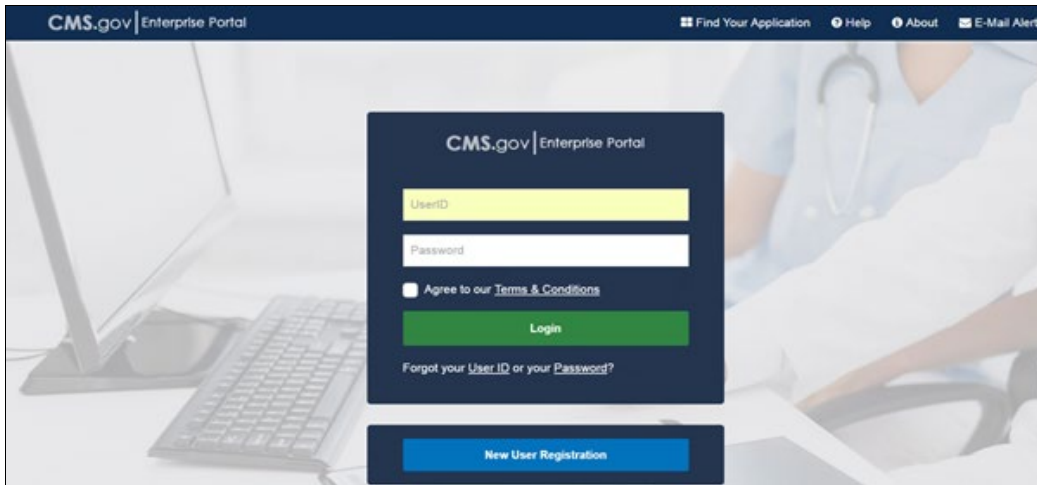 CMS.gov Enterprise Portal
Find Your Application Help About E-Mail Alert
CMS.gov Enterprise Portal
UserID
Password
Agree to our Terms & Conditions
Login
Forgot your User ID or your Password?
New User Registration